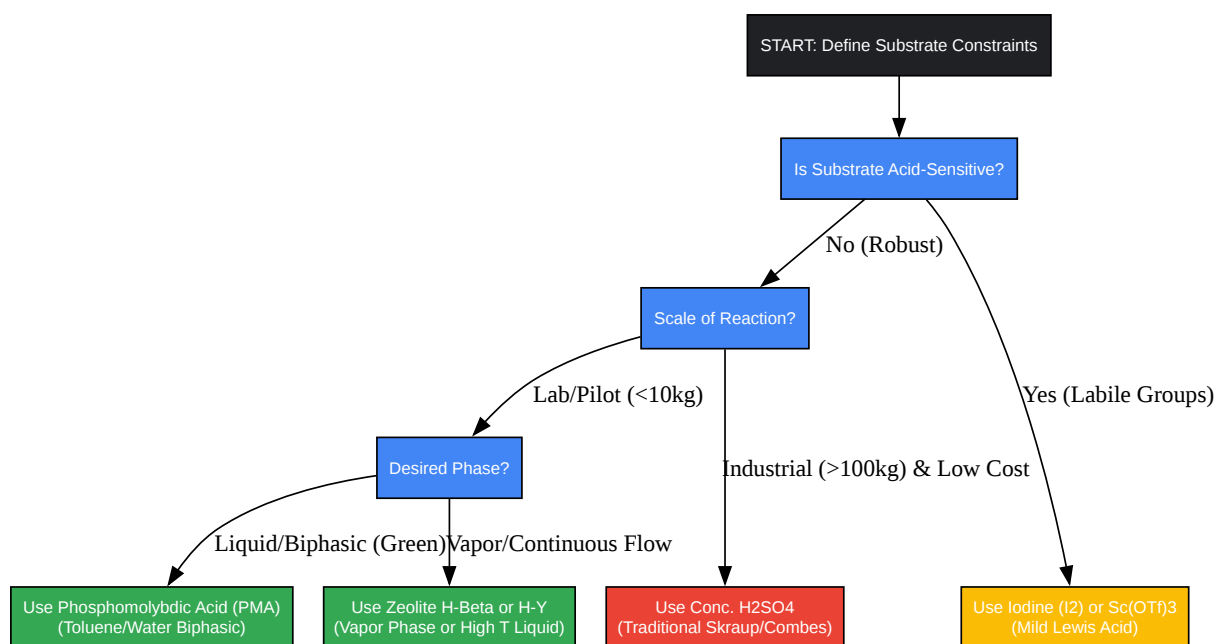 START: Define Substrate Constraints
Is Substrate Acid-Sensitive?
No (Robust)
Scale of Reaction?
Lab/Pilot (<10kg)
Yes (Labile Groups)
Desired Phase?
Industrial (>100kg) & Low Cost
Liquid/Biphasic (Green)
Vapor/Continuous Flow
Use Phosphomolybdic Acid (PMA)
(Toluene/Water Biphasic)
Use Zeolite H-Beta or H-Y
(Vapor Phase or High T Liquid)
Use Conc. H2SO4
(Traditional Skraup/Combes)
Use Iodine (I2) or Sc(OTf)3
(Mild Lewis Acid)